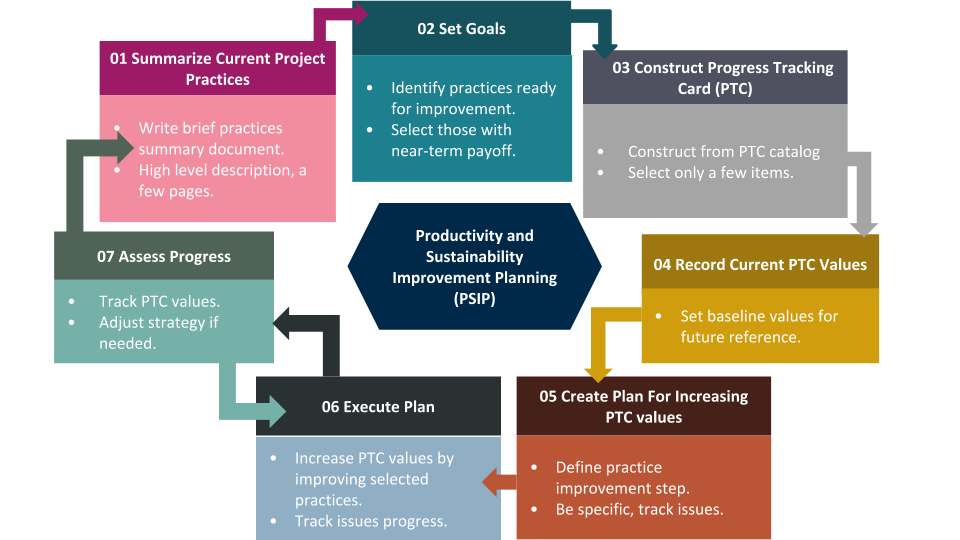 01 Summarize Current Project
Practices
• Write brief practices
summary document.
• High level description, a
few pages.
02 Set Goals
• Identify practices ready
for improvement.
• Select those with
near-term payoff.
03 Construct Progress Tracking
Card (PTC)
• Construct from PTC catalog
• Select only a few items.
04 Record Current PTC Values
• Set baseline values for
future reference.
05 Create Plan For Increasing
PTC values
• Define practice
improvement step.
• Be specific, track issues.
06 Execute Plan
• Increase PTC values by
improving selected
practices.
• Track issues progress.
07 Assess Progress
• Track PTC values.
• Adjust strategy if
needed.
Productivity and
Sustainability
Improvement Planning
(PSIP)